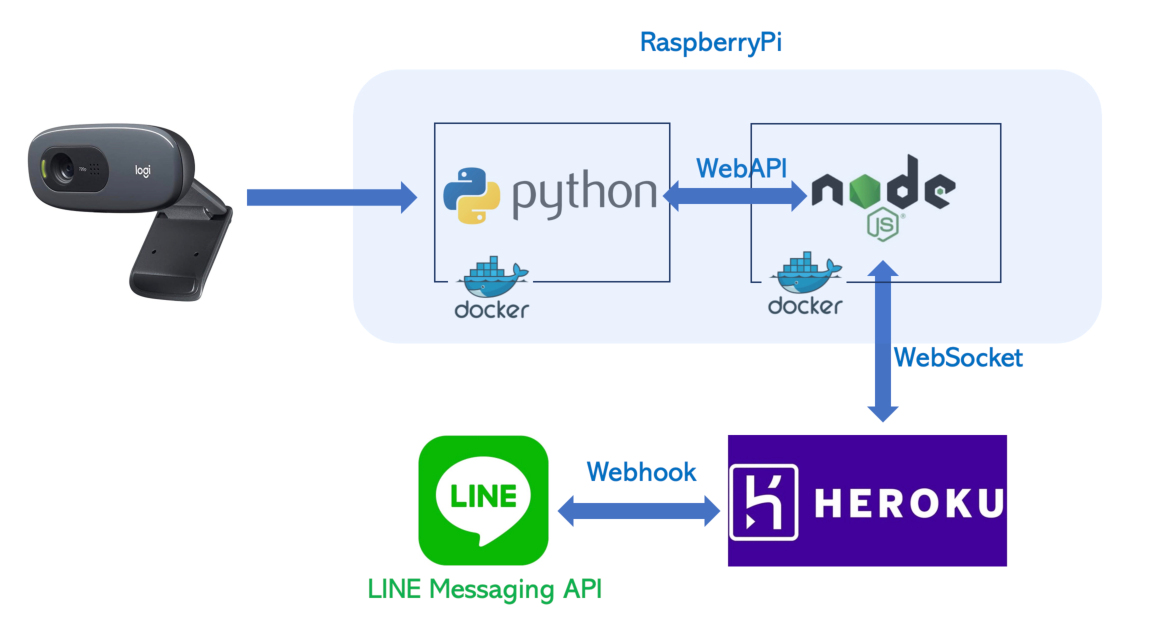 RaspberryPi
logi
python
WebAPI
node
JS
docker
docker
WebSocket
LINE
Webhook
HEROKU
LINE Messaging API